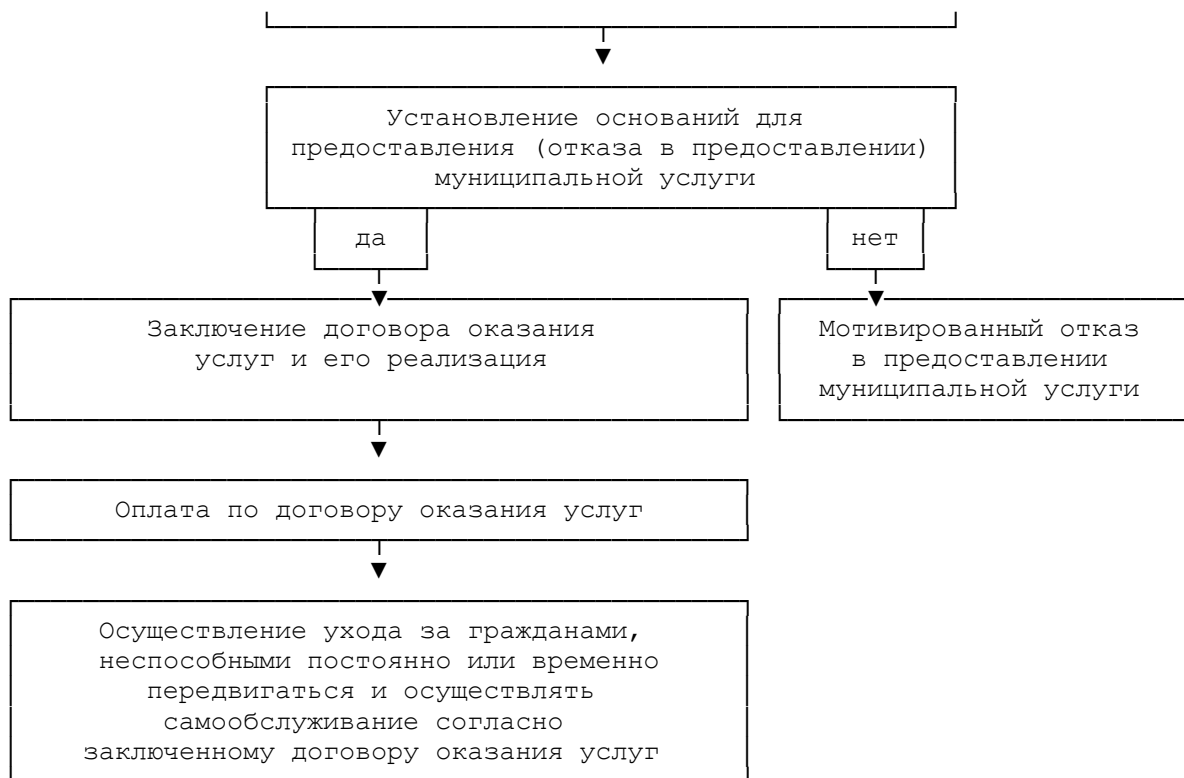 Установление оснований для
предоставления (отказа в предоставлении)
муниципальной услуги
да
нет
Заключение договора оказания
услуг и его реализация
Мотивированный отказ
в предоставлении
муниципальной услуги
Оплата по договору оказания услуг
Осуществление ухода за гражданами,
неспособными постоянно или временно
передвигаться и осуществлять
самообслуживание согласно
заключенному договору оказания услуг